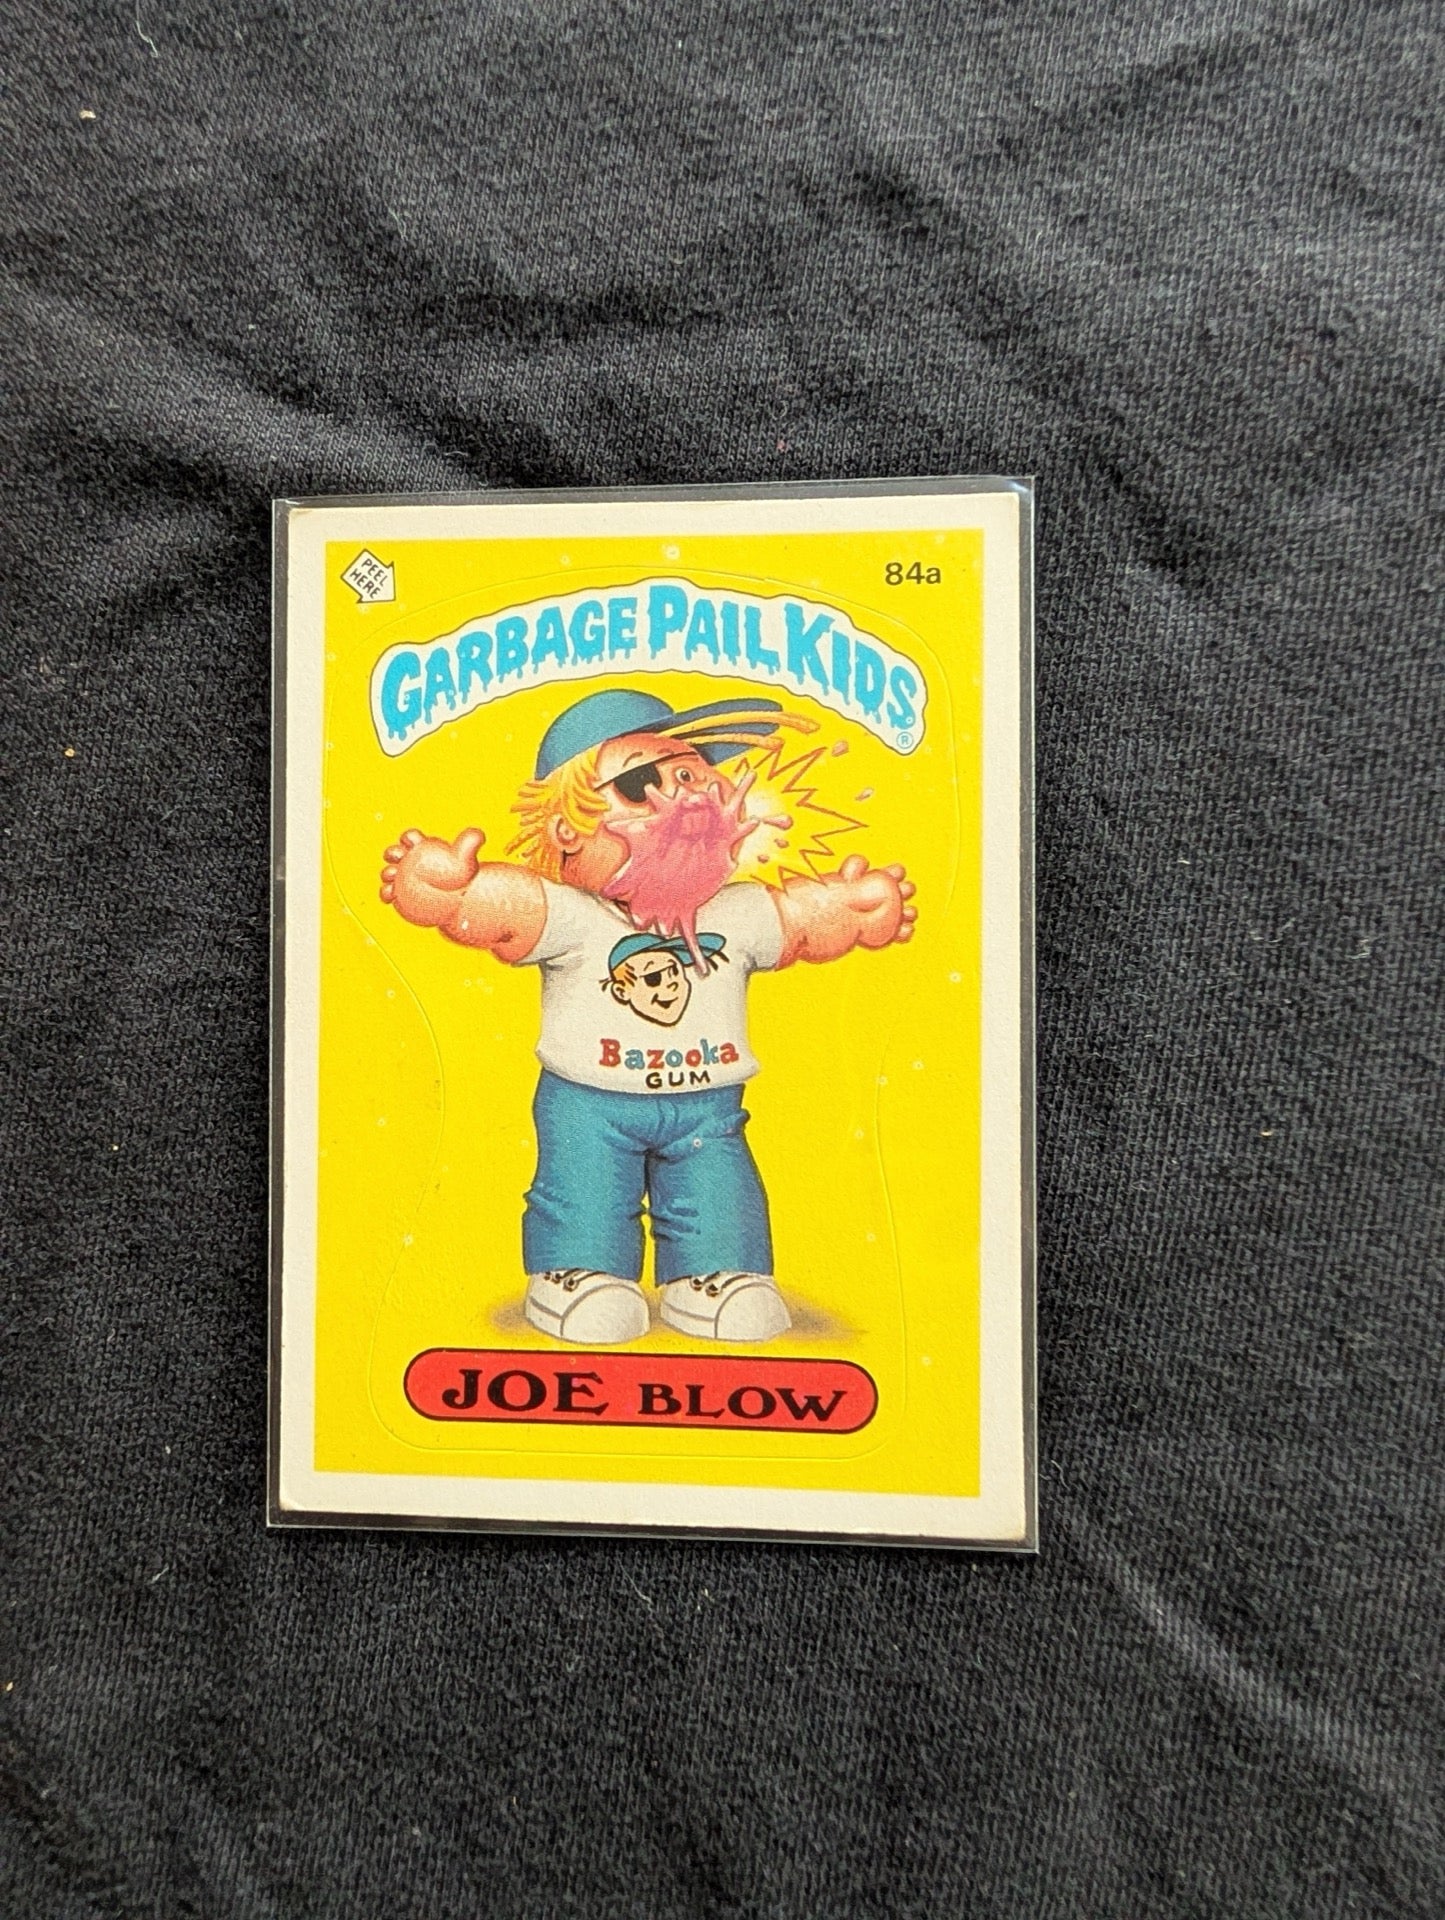 PEEL
HERE
84a
GARBAGE PAIL KIDS
®
Bazooka
GUM
JOE BLOW